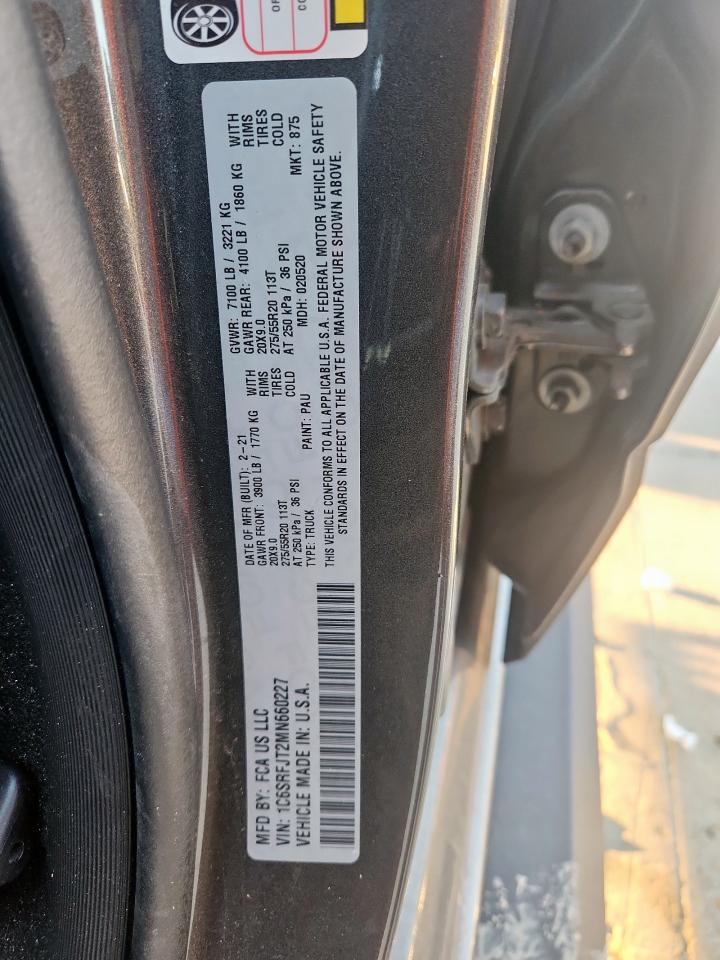 MFD BY: FCA US LLC
VIN: 1C6SRFJT2MN660227
VEHICLE MADE IN: U.S.A.
DATE OF MFR (BUILT): 2-21
GAWR FRONT: 3900 LB / 1770 KG WITH
20X9.0 RIMS
275/55R20 113T TIRES
AT 250 kPa / 36 PSI COLD
TYPE: TRUCK PAINT: PAU
GVWR: 7100 LB / 3221 KG
GAWR REAR: 4100 LB / 1860 KG WITH
20X9.0 RIMS
275/55R20 113T TIRES
AT 250 kPa / 36 PSI COLD
MDH: 020520 MKT: 875
THIS VEHICLE CONFORMS TO ALL APPLICABLE U.S.A. FEDERAL MOTOR VEHICLE SAFETY
STANDARDS IN EFFECT ON THE DATE OF MANUFACTURE SHOWN ABOVE.